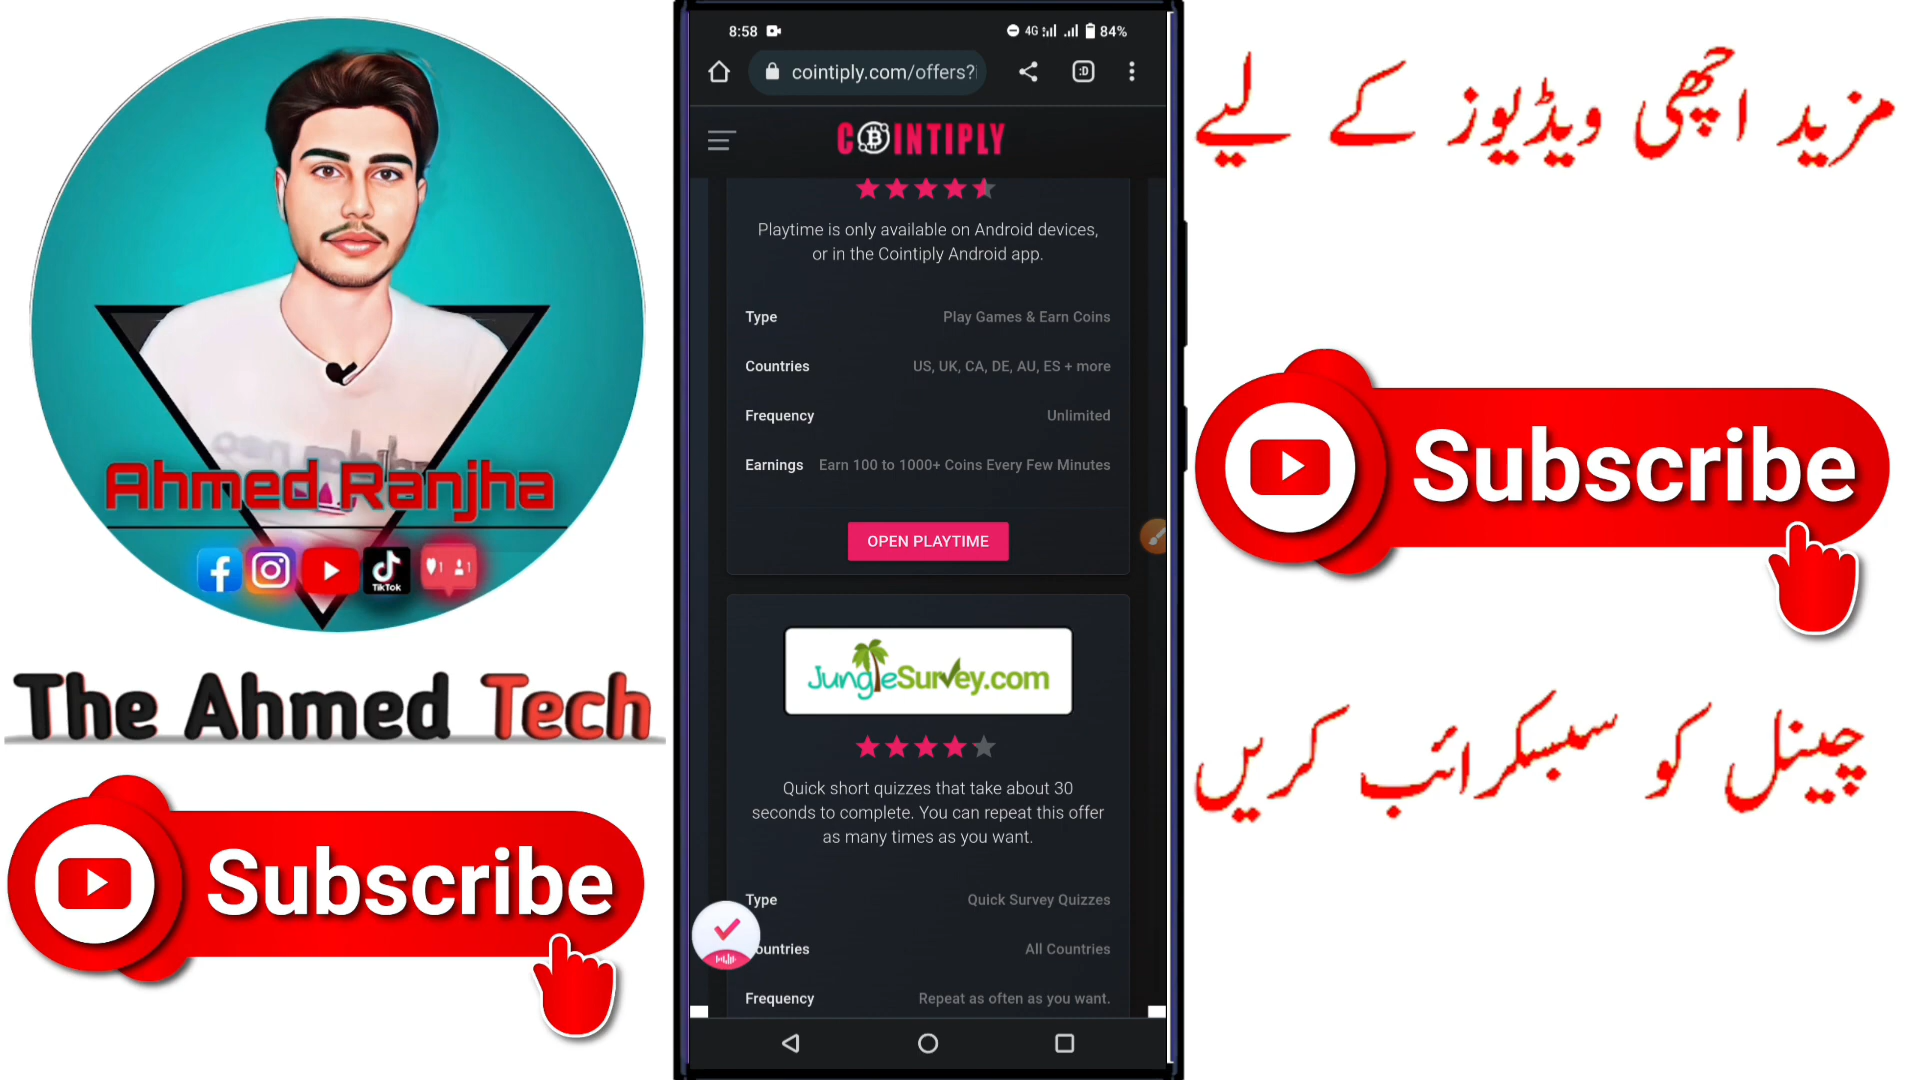 Ahmed Ranjha
TikTok
1 1
The Ahmed Tech
Subscribe
8:58
4G 84%
cointiply.com/offers?i
:D
COINTIPLY
Playtime is only available on Android devices,
or in the Cointiply Android app.
Type Play Games & Earn Coins
Countries US, UK, CA, DE, AU, ES + more
Frequency Unlimited
Earnings Earn 100 to 1000+ Coins Every Few Minutes
OPEN PLAYTIME
JungleSurvey.com
Quick short quizzes that take about 30
seconds to complete. You can repeat this offer
as many times as you want.
Type Quick Survey Quizzes
ountries All Countries
Frequency Repeat as often as you want.
مزید اچھی ویڈیوز کے لیے
Subscribe
چینل کو سبسکرائب کریں